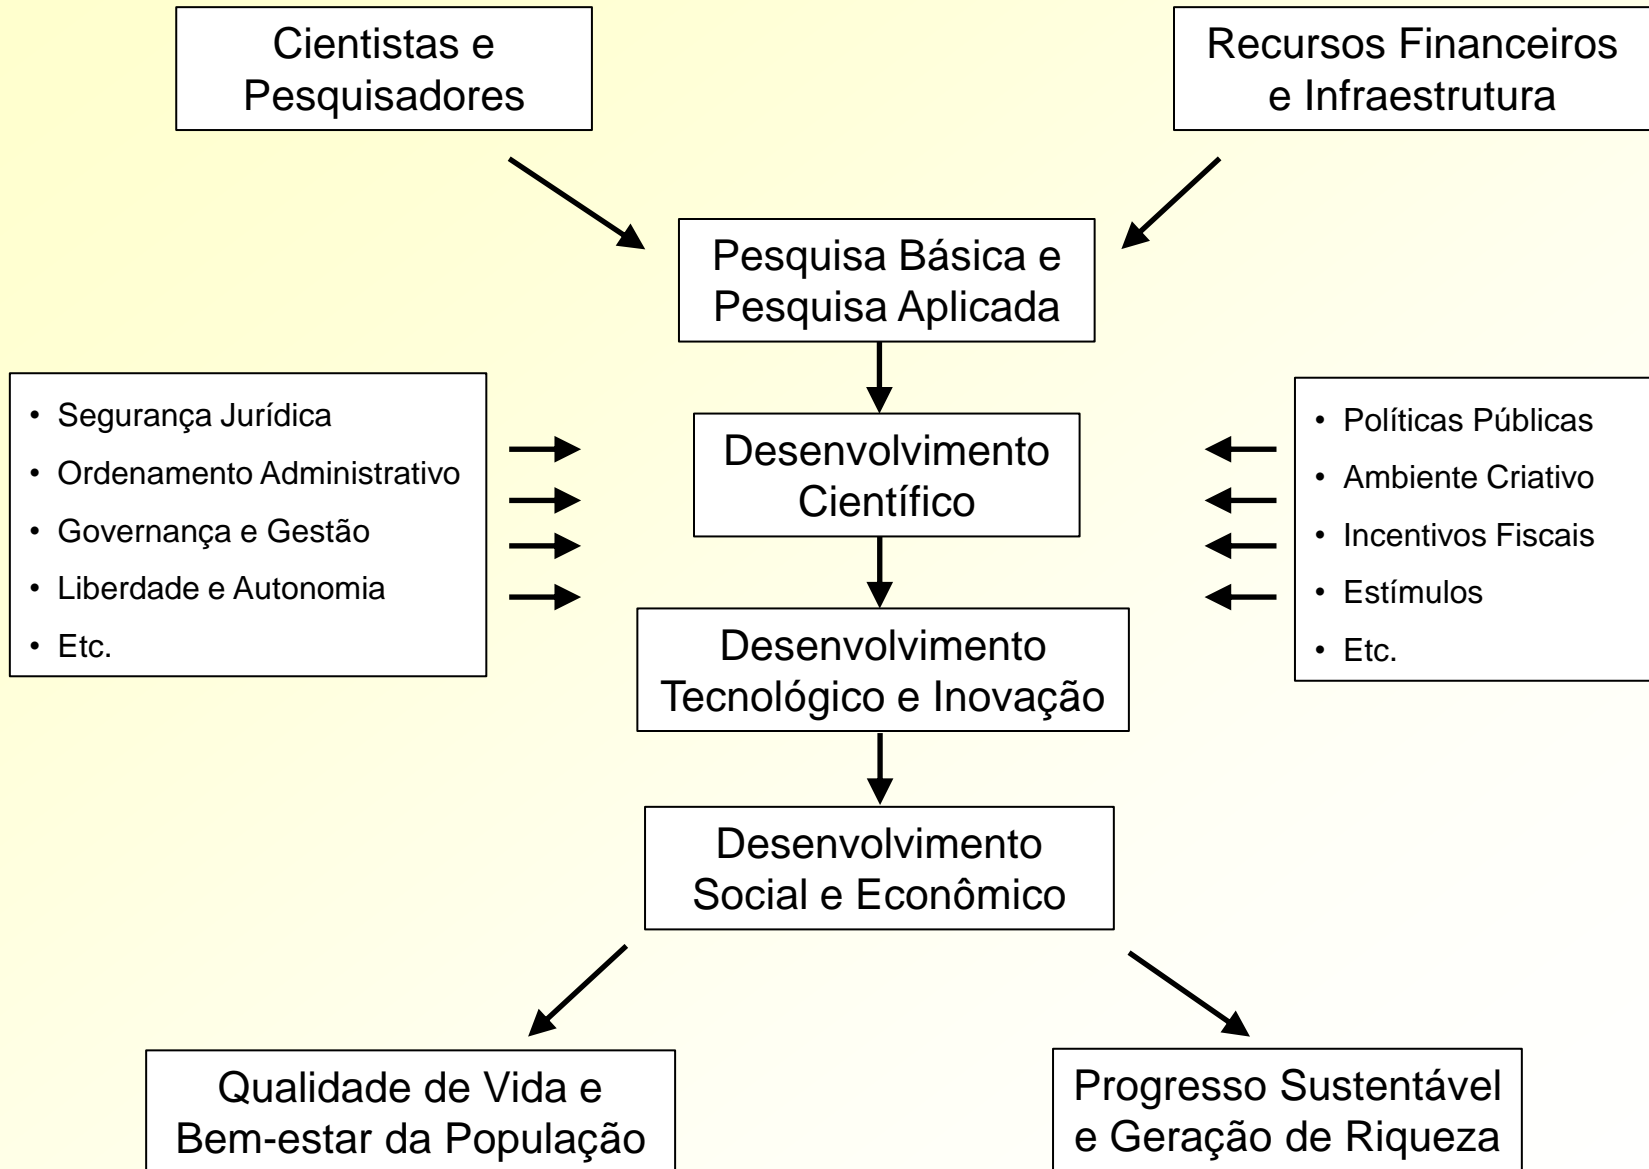 Cientistas e
Pesquisadores
Recursos Financeiros
e Infraestrutura
Pesquisa Básica e
Pesquisa Aplicada
• Segurança Jurídica
• Ordenamento Administrativo
• Governança e Gestão
• Liberdade e Autonomia
• Etc.
Desenvolvimento
Científico
• Políticas Públicas
• Ambiente Criativo
• Incentivos Fiscais
• Estímulos
• Etc.
Desenvolvimento
Tecnológico e Inovação
Desenvolvimento
Social e Econômico
Qualidade de Vida e
Bem-estar da População
Progresso Sustentável
e Geração de Riqueza